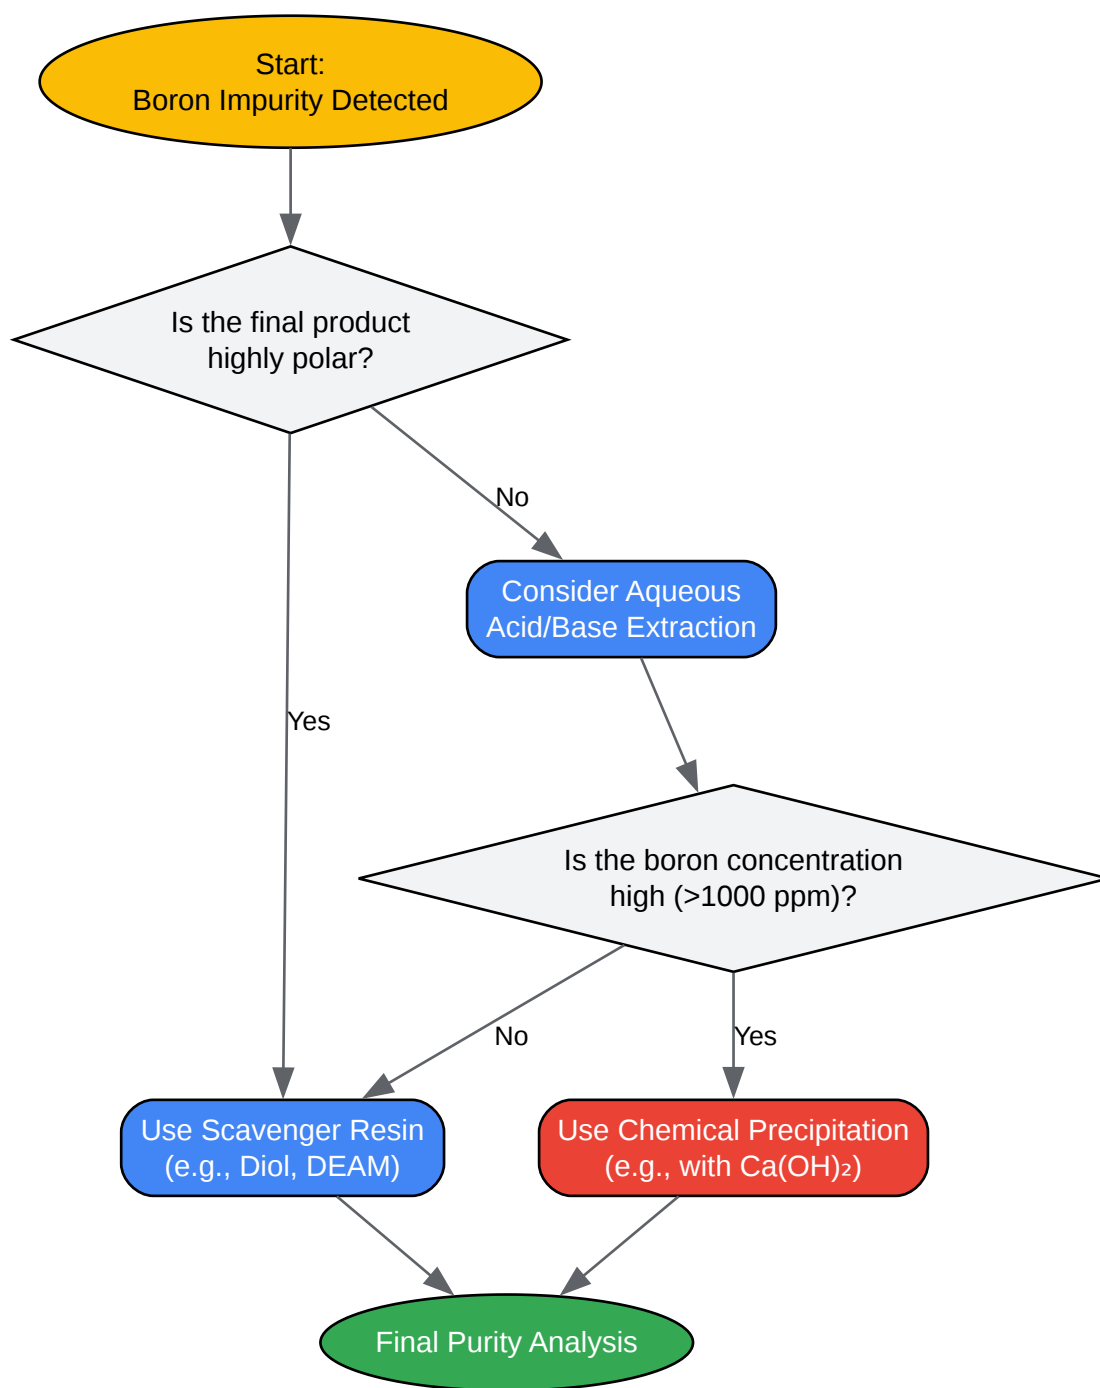 Start:
Boron Impurity Detected
Is the final product
highly polar?
No
Consider Aqueous
Acid/Base Extraction
Yes
Is the boron concentration
high (>1000 ppm)?
No
Yes
Use Scavenger Resin
(e.g., Diol, DEAM)
Use Chemical Precipitation
(e.g., with Ca(OH)₂)
Final Purity Analysis